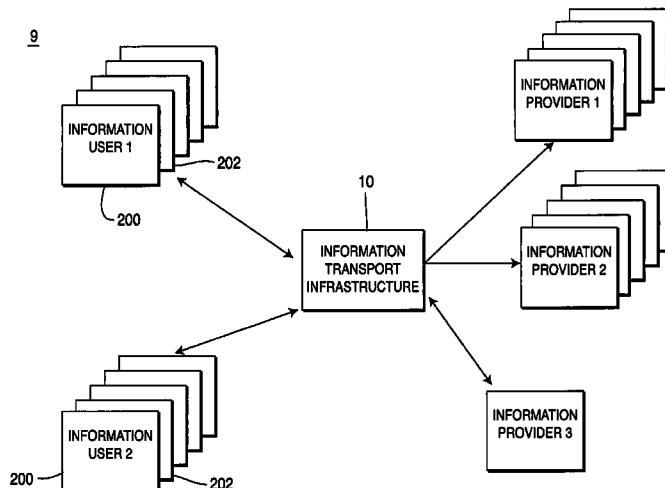 9
INFORMATION
USER 1
202
200
INFORMATION
PROVIDER 1
10
INFORMATION
TRANSPORT
INFRASTRUCTURE
INFORMATION
PROVIDER 2
INFORMATION
USER 2
200
202
INFORMATION
PROVIDER 3